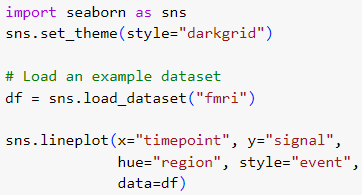 import seaborn as sns
sns.set_theme(style="darkgrid")
# Load an example dataset
df = sns.load_dataset("fmri")
sns.lineplot(x="timepoint", y="signal",
hue="region", style="event",
data=df)